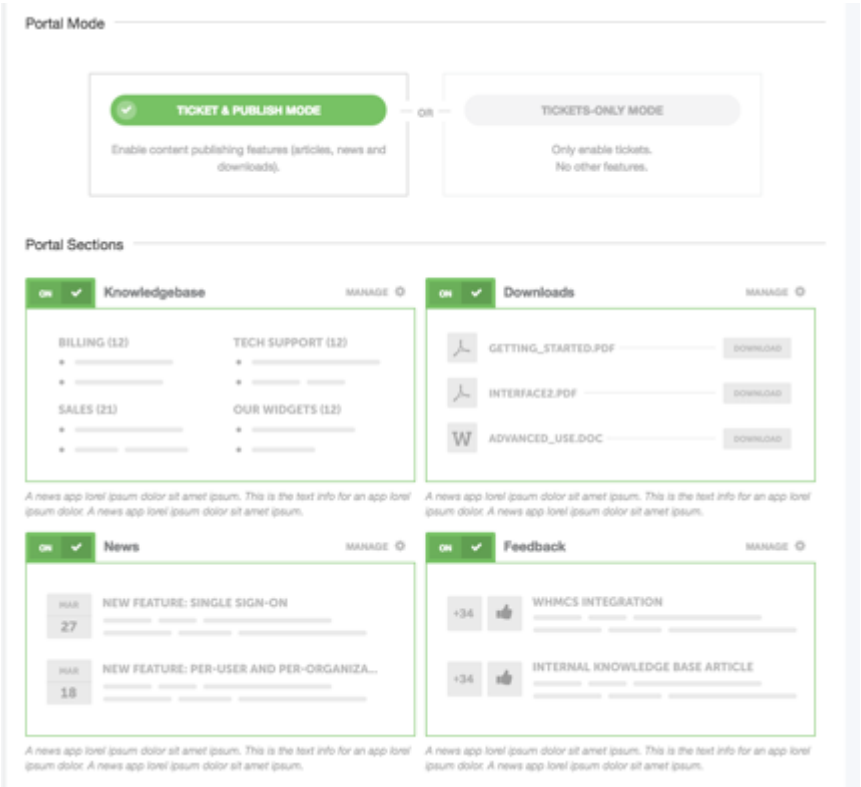 Portal Mode
TICKET & PUBLISH MODE
Enable content publishing features (articles, news and
downloads).
OR
TICKETS-ONLY MODE
Only enable tickets.
No other features.
Portal Sections
ON
Knowledgebase
MANAGE
BILLING (12)
TECH SUPPORT (12)
SALES (21)
OUR WIDGETS (12)
A news app lorel ipsum dolor sit amet ipsum. This is the text info for an app lorel
ipsum dolor. A news app lorel ipsum dolor sit amet ipsum.
ON
Downloads
MANAGE
GETTING_STARTED.PDF
DOWNLOAD
INTERFACE2.PDF
DOWNLOAD
W
ADVANCED_USE.DOC
DOWNLOAD
A news app lorel ipsum dolor sit amet ipsum. This is the text info for an app lorel
ipsum dolor. A news app lorel ipsum dolor sit amet ipsum.
ON
News
MANAGE
MAR
27
NEW FEATURE: SINGLE SIGN-ON
MAR
18
NEW FEATURE: PER-USER AND PER-ORGANIZA...
A news app lorel ipsum dolor sit amet ipsum. This is the text info for an app lorel
ipsum dolor. A news app lorel ipsum dolor sit amet ipsum.
ON
Feedback
MANAGE
+34
WHMCS INTEGRATION
+34
INTERNAL KNOWLEDGE BASE ARTICLE
A news app lorel ipsum dolor sit amet ipsum. This is the text info for an app lorel
ipsum dolor. A news app lorel ipsum dolor sit amet ipsum.